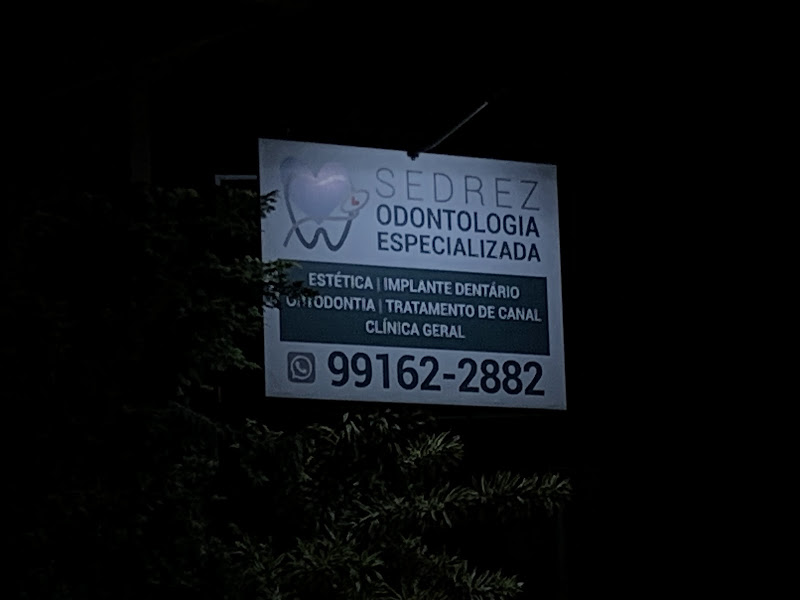 SEDREZ
ODONTOLOGIA
ESPECIALIZADA
ESTÉTICA | IMPLANTE DENTÁRIO
ORTODONTIA | TRATAMENTO DE CANAL
CLÍNICA GERAL
99162-2882